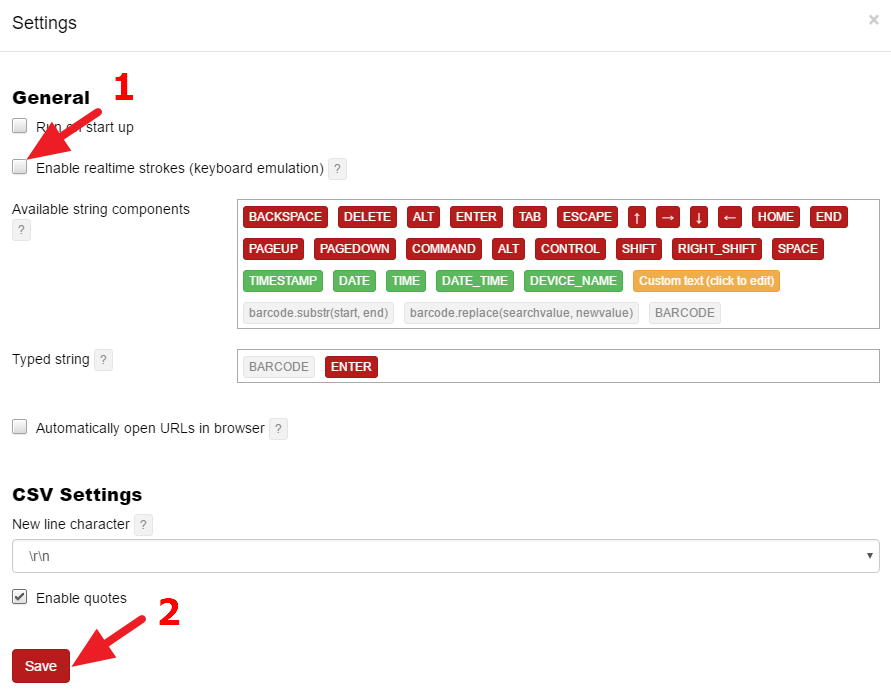 Settings ×
General 1
Run on start up
Enable realtime strokes (keyboard emulation) ?
Available string components
?
BACKSPACE DELETE ALT ENTER TAB ESCAPE ↑ → ↓ ← HOME END
PAGEUP PAGEDOWN COMMAND ALT CONTROL SHIFT RIGHT_SHIFT SPACE
TIMESTAMP DATE TIME DATE_TIME DEVICE_NAME Custom text (click to edit)
barcode.substr(start, end) barcode.replace(searchvalue, newvalue) BARCODE
Typed string ?
BARCODE ENTER
Automatically open URLs in browser ?
CSV Settings
New line character ?
\r\n
Enable quotes
2
Save